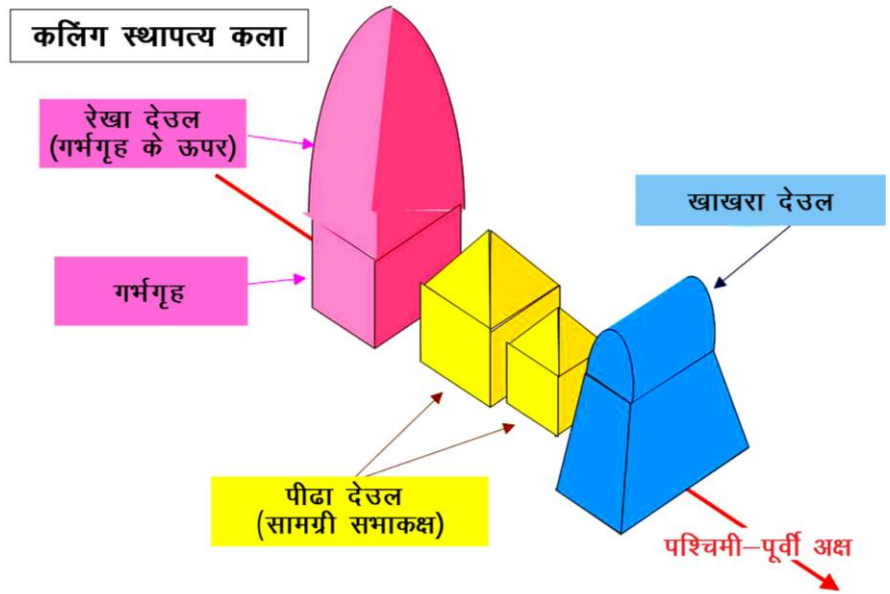 कलिंग स्थापत्य कला
रेखा देउल
(गर्भगृह के ऊपर)
खाखरा देउल
गर्भगृह
पीढा देउल
(सामग्री सभाकक्ष)
पश्चिमी–पूर्वी अक्ष